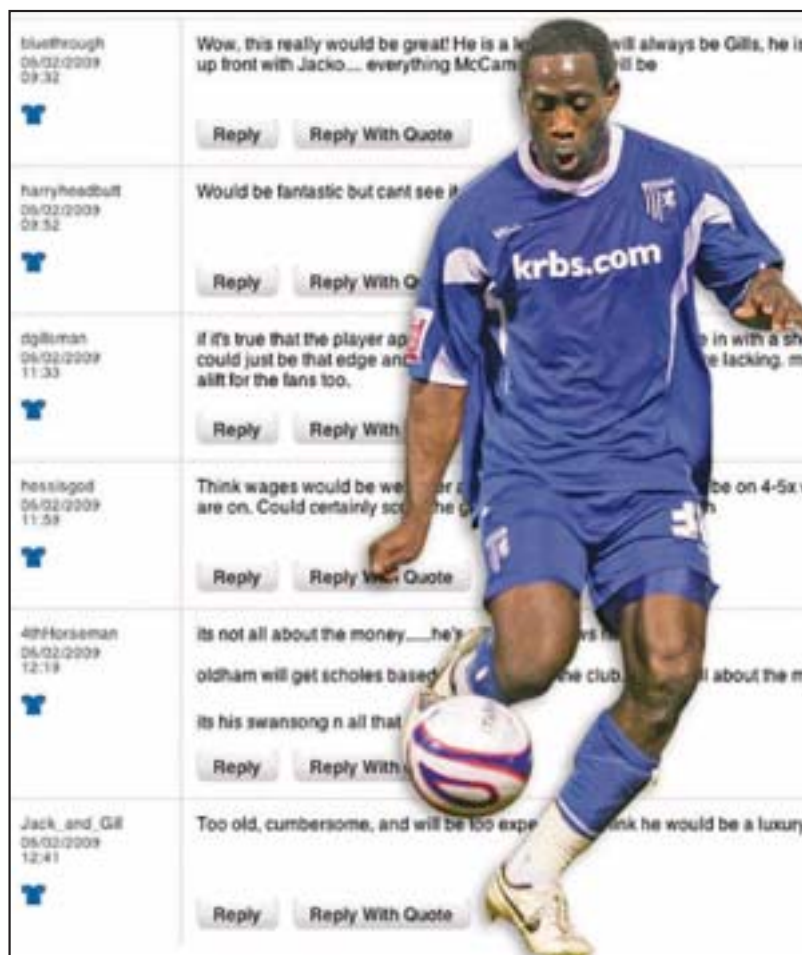 bluethrough
06/02/2009
09:32
Wow, this really would be great! He is a will always be Gills, he is
up front with Jacko.... everything McCam will be
Reply
Reply With Quote
harryheadbutt
06/02/2009
09:52
Would be fantastic but cant see it
Reply
Reply With
dgillsman
06/02/2009
11:33
if it's true that the player in with a
could just be that edge and lacking.
alift for the fans too.
Reply
Reply With
hessisgod
06/02/2009
11:59
Think wages would be be on 4-5x
are on. Could certainly
Reply
Reply With Quote
4thHorseman
06/02/2009
12:19
its not all about the money.....he's
oldham will get scholes based the club. about the
its his swansong n all that
Reply
Reply With
Jack_and_Gill
06/02/2009
12:41
Too old, cumbersome, and will be too think he would be a luxury
Reply
Reply With Quote
krbs.com